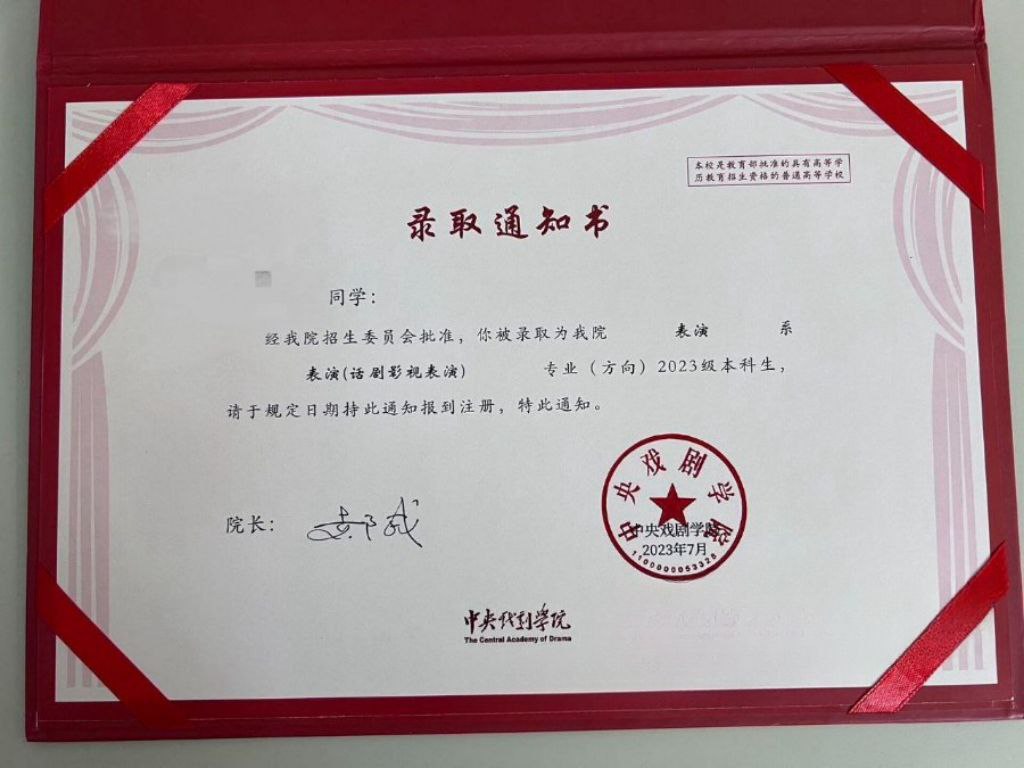 本校是教育部批准的具有高等学
历教育招生资格的普通高等学校
录取通知书
同学：
经我院招生委员会批准，你被录取为我院 表演 系
表演(话剧影视表演) 专业（方向）2023级本科生，
请于规定日期持此通知报到注册，特此通知。
院长：
中央戏剧学院
中央戏剧学院
2023年7月
1100000053328
中央戏剧学院
The Central Academy of Drama